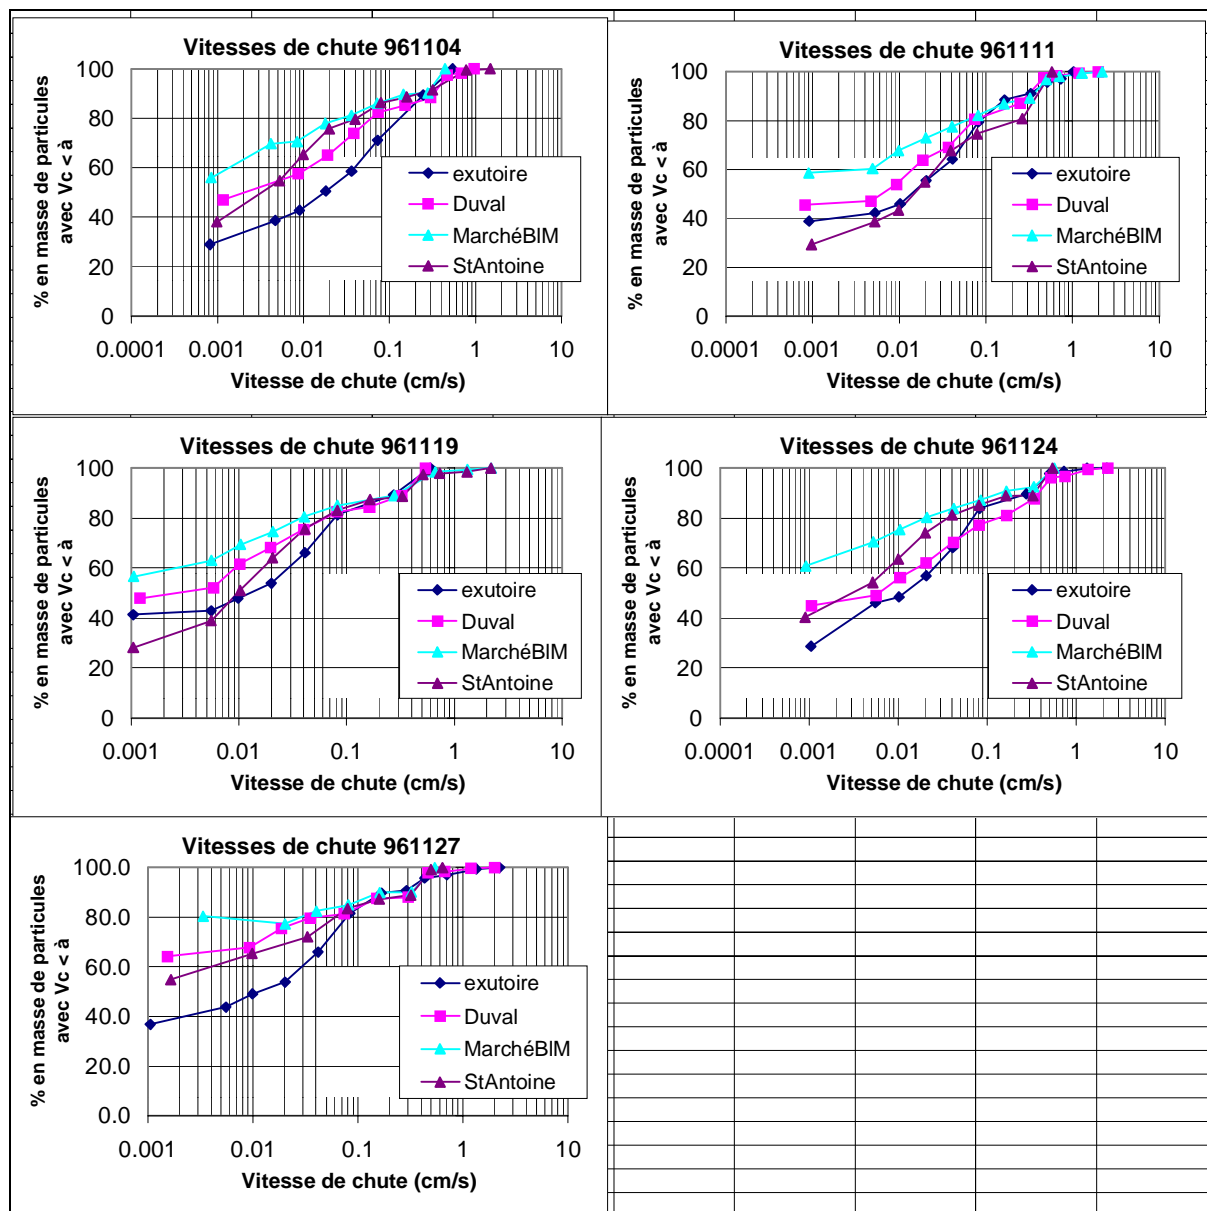 Vitesses de chute 961104
% en masse de particules
avec Vc < à
100
80
60
40
20
0
0.0001 0.001 0.01 0.1 1 10
Vitesse de chute (cm/s)
exutoire
Duval
MarchéBIM
StAntoine
Vitesses de chute 961111
% en masse de particules
avec Vc < à
100
80
60
40
20
0
0.0001 0.001 0.01 0.1 1 10
Vitesse de chute (cm/s)
exutoire
Duval
MarchéBIM
StAntoine
Vitesses de chute 961119
% en masse de particules
avec Vc < à
100
80
60
40
20
0
0.001 0.01 0.1 1 10
Vitesse de chute (cm/s)
exutoire
Duval
MarchéBIM
StAntoine
Vitesses de chute 961124
% en masse de particules
avec Vc < à
100
80
60
40
20
0
0.0001 0.001 0.01 0.1 1 10
Vitesse de chute (cm/s)
exutoire
Duval
MarchéBIM
StAntoine
Vitesses de chute 961127
% en masse de particules
avec Vc < à
100.0
80.0
60.0
40.0
20.0
0.0
0.001 0.01 0.1 1 10
Vitesse de chute (cm/s)
exutoire
Duval
MarchéBIM
StAntoine